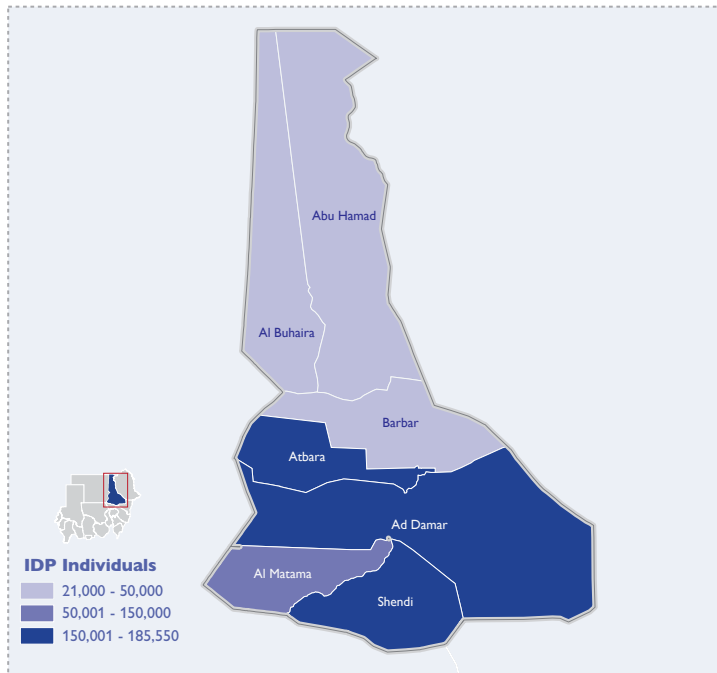 Abu Hamad
Al Buhaira
Barbar
Atbara
Ad Damar
Al Matama
Shendi
IDP Individuals
21,000 - 50,000
50,001 - 150,000
150,001 - 185,550